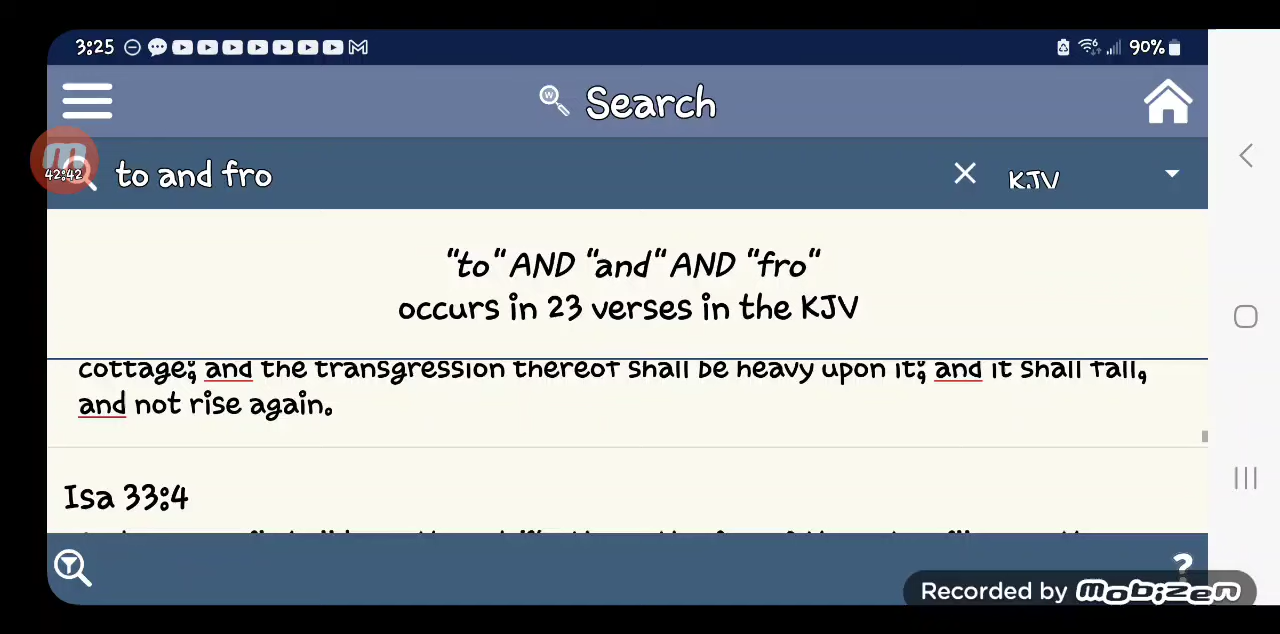 3:25 90%
Search
42:42
to and fro KJV
"to" AND "and" AND "fro"
occurs in 23 verses in the KJV
cottage; and the transgression thereof shall be heavy upon it; and it shall fall,
and not rise again.
Isa 33:4
?
Recorded by mobizen